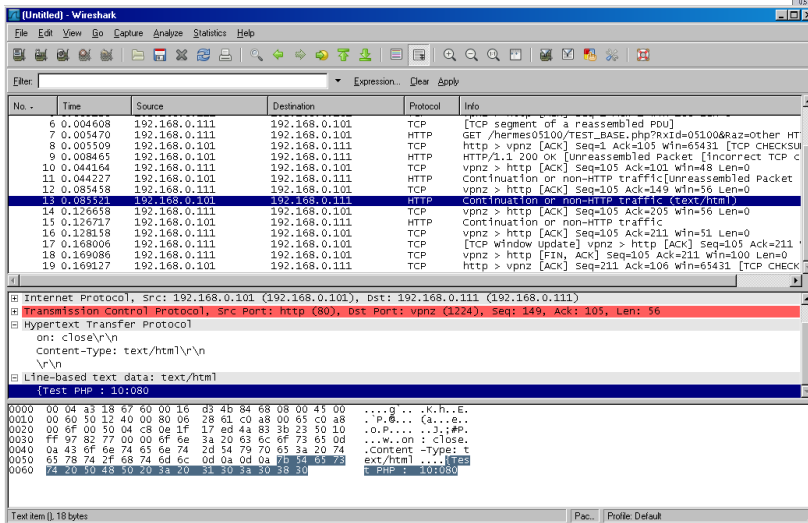 (Untitled) - Wireshark
File Edit View Go Capture Analyze Statistics Help
Filter: Expression... Clear Apply
No. - Time Source Destination Protocol Info
6 0.004608 192.168.0.111 192.168.0.101 TCP [TCP segment of a reassembled PDU]
7 0.005470 192.168.0.111 192.168.0.101 HTTP GET /hermes05100/TEST_BASE.php?RxId=05100&Raz=Other HT
8 0.005509 192.168.0.101 192.168.0.111 TCP http > vpnz [ACK] Seq=1 Ack=105 Win=65431 [TCP CHECKSU
9 0.008465 192.168.0.101 192.168.0.111 HTTP HTTP/1.1 200 OK [Unreassembled Packet [incorrect TCP c
10 0.044164 192.168.0.111 192.168.0.101 TCP vpnz > http [ACK] Seq=105 Ack=101 Win=48 Len=0
11 0.044227 192.168.0.101 192.168.0.111 HTTP Continuation or non-HTTP traffic[Unreassembled Packet
12 0.085458 192.168.0.111 192.168.0.101 TCP vpnz > http [ACK] Seq=105 Ack=149 Win=56 Len=0
13 0.085521 192.168.0.101 192.168.0.111 HTTP Continuation or non-HTTP traffic (text/html)
14 0.126658 192.168.0.111 192.168.0.101 TCP vpnz > http [ACK] Seq=105 Ack=205 Win=56 Len=0
15 0.126717 192.168.0.101 192.168.0.111 HTTP Continuation or non-HTTP traffic
16 0.128158 192.168.0.111 192.168.0.101 TCP vpnz > http [ACK] Seq=105 Ack=211 Win=51 Len=0
17 0.168006 192.168.0.111 192.168.0.101 TCP [TCP Window Update] vpnz > http [ACK] Seq=105 Ack=211
18 0.169086 192.168.0.111 192.168.0.101 TCP vpnz > http [FIN, ACK] Seq=105 Ack=211 Win=100 Len=0
19 0.169127 192.168.0.101 192.168.0.111 TCP http > vpnz [ACK] Seq=211 Ack=106 Win=65431 [TCP CHECK
Internet Protocol, Src: 192.168.0.101 (192.168.0.101), Dst: 192.168.0.111 (192.168.0.111)
Transmission Control Protocol, Src Port: http (80), Dst Port: vpnz (1224), Seq: 149, Ack: 105, Len: 56
Hypertext Transfer Protocol
on: close\r\n
Content-Type: text/html\r\n
\r\n
Line-based text data: text/html
{Test PHP : 10:080
0000 00 04 a3 18 67 60 00 16 d3 4b 84 68 08 00 45 00 ....g`.. .K.h..E.
0010 00 60 50 12 40 00 80 06 28 61 c0 a8 00 65 c0 a8 .`P.@... (a...e..
0020 00 6f 00 50 04 c8 0e 1f 17 ed 4a 83 3b 23 50 10 .o.P.... ..J.;#P.
0030 ff 97 82 77 00 00 6f 6e 3a 20 63 6c 6f 73 65 0d ...w..on : close.
0040 0a 43 6f 6e 74 65 6e 74 2d 54 79 70 65 3a 20 74 .Content -Type: t
0050 65 78 74 2f 68 74 6d 6c 0d 0a 0d 0a 7b 54 65 73 ext/html ....{Tes
0060 74 20 50 48 50 20 3a 20 31 30 3a 30 38 30 t PHP : 10:080
Text item (), 18 bytes Pac... Profile: Default